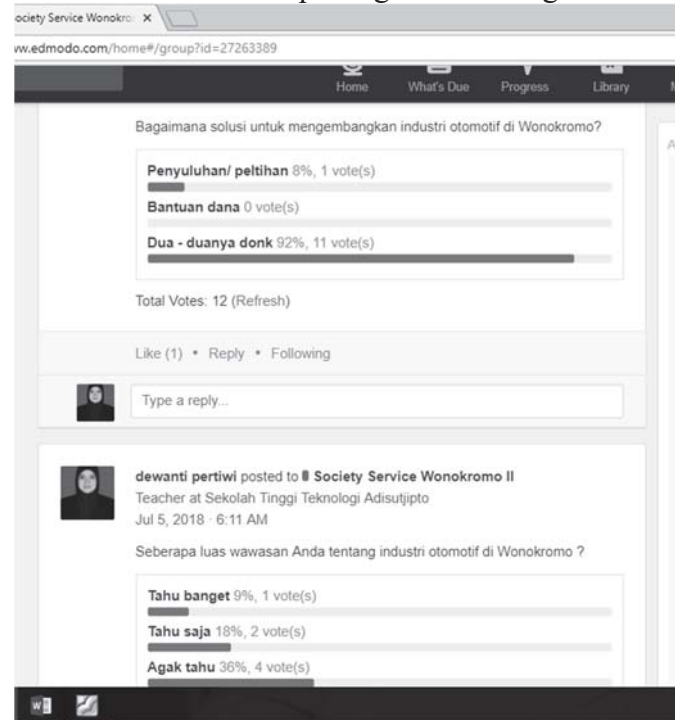 ociety Service Wonokro
ww.edmodo.com/home#/group?id=27263389
Home What's Due Progress Library
Bagaimana solusi untuk mengembangkan industri otomotif di Wonokromo?
Penyuluhan/ peltihan 8%, 1 vote(s)
Bantuan dana 0 vote(s)
Dua - duanya donk 92%, 11 vote(s)
Total Votes: 12 (Refresh)
Like (1) • Reply • Following
Type a reply...
dewanti pertiwi posted to Society Service Wonokromo II
Teacher at Sekolah Tinggi Teknologi Adisutjipto
Jul 5, 2018 · 6:11 AM
Seberapa luas wawasan Anda tentang industri otomotif di Wonokromo ?
Tahu banget 9%, 1 vote(s)
Tahu saja 18%, 2 vote(s)
Agak tahu 36%, 4 vote(s)